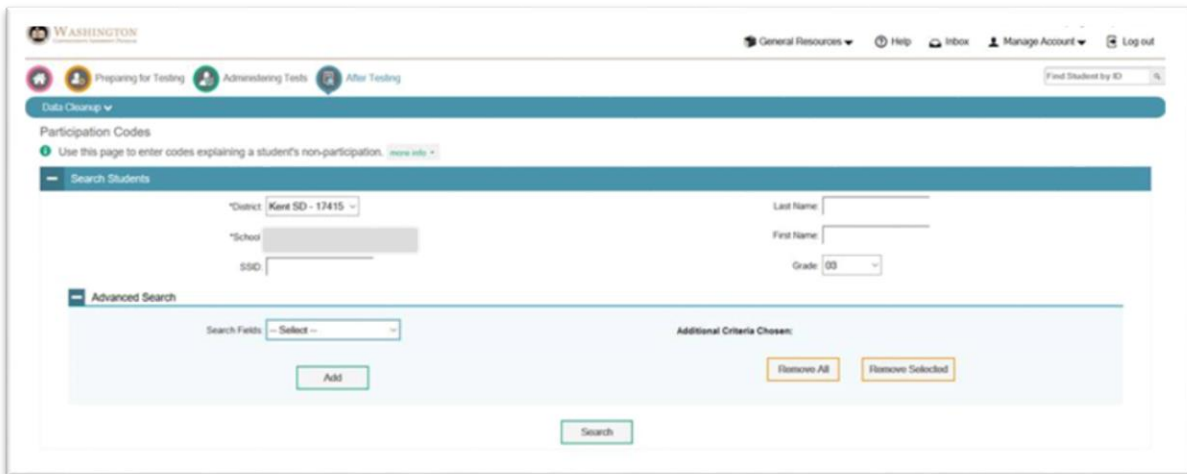 WASHINGTON
General Resources Help Inbox Manage Account Log out
Preparing for Testing Administering Tests After Testing Find Student by ID
Data Cleanup
Participation Codes
Use this page to enter codes explaining a student's non-participation. more info
Search Students
*District: Kent SD - 17415 Last Name:
*School First Name:
SSID: Grade: 03
Advanced Search
Search Fields: -- Select -- Additional Criteria Chosen:
Add Remove All Remove Selected
Search